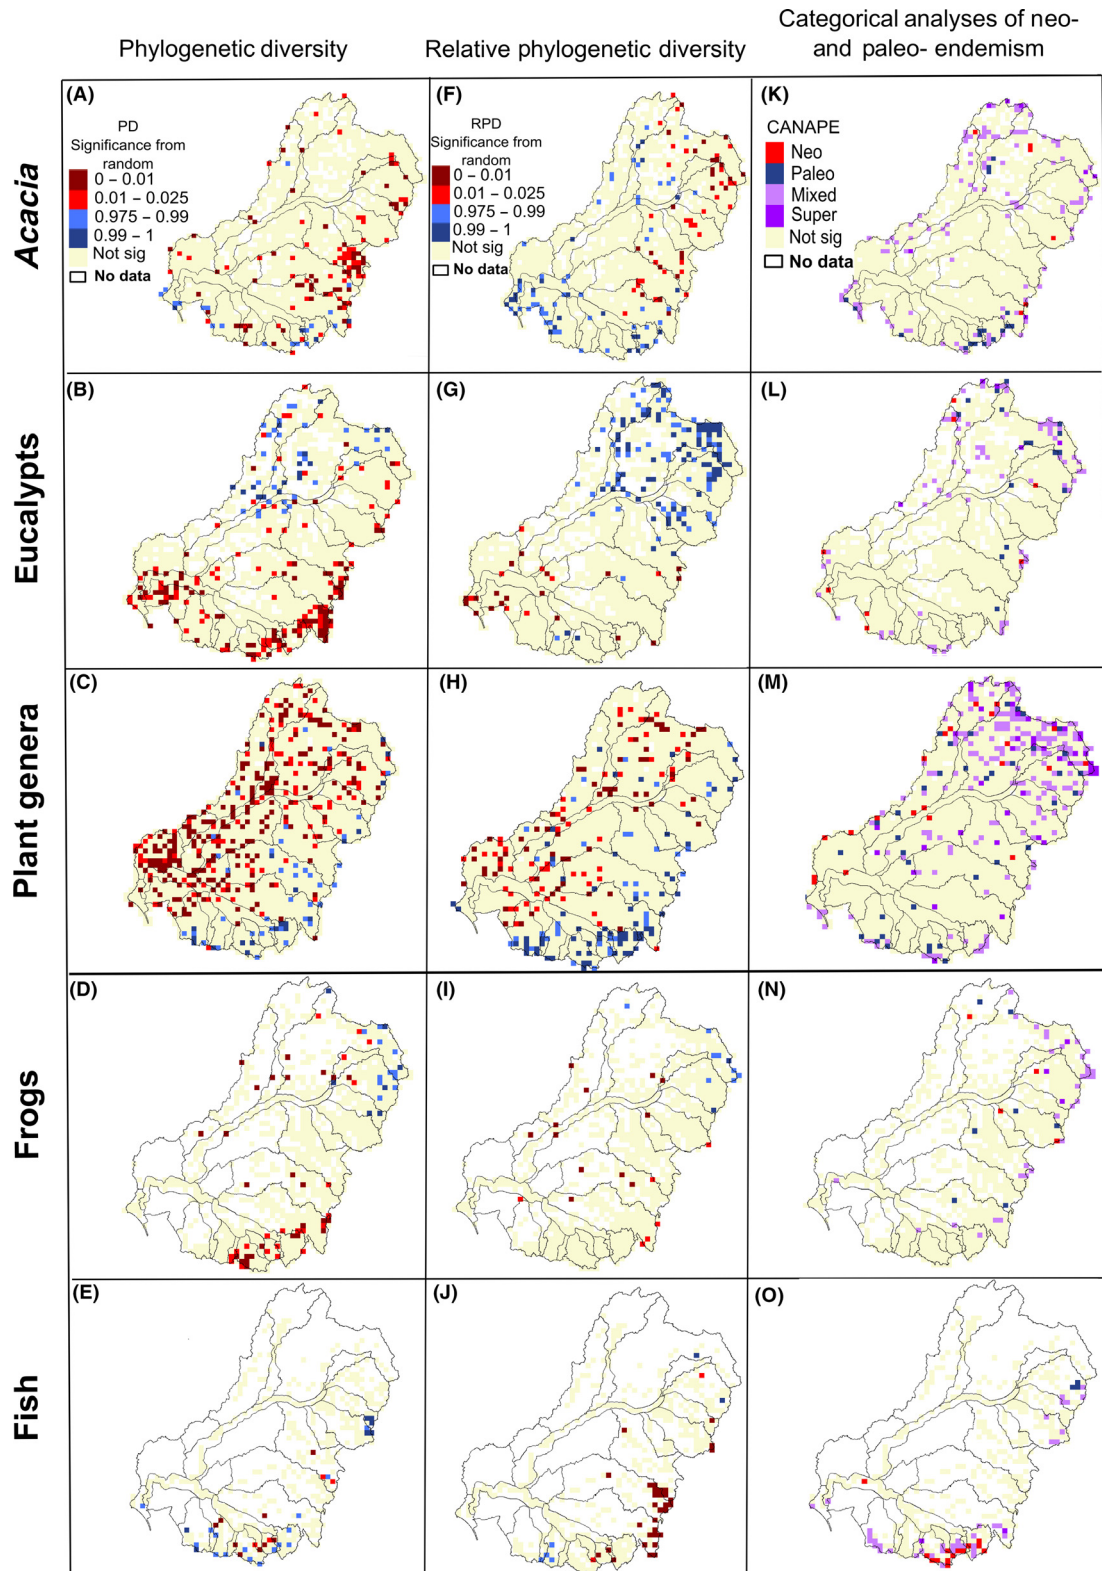 Phylogenetic diversity
Relative phylogenetic diversity
Categorical analyses of neo-
and paleo- endemism
Acacia
(A)
PD
Significance from
random
0 – 0.01
0.01 – 0.025
0.975 – 0.99
0.99 – 1
Not sig
No data
(F)
RPD
Significance from
random
0 – 0.01
0.01 – 0.025
0.975 – 0.99
0.99 – 1
Not sig
No data
(K)
CANAPE
Neo
Paleo
Mixed
Super
Not sig
No data
Eucalypts
(B)
(G)
(L)
Plant genera
(C)
(H)
(M)
Frogs
(D)
(I)
(N)
Fish
(E)
(J)
(O)